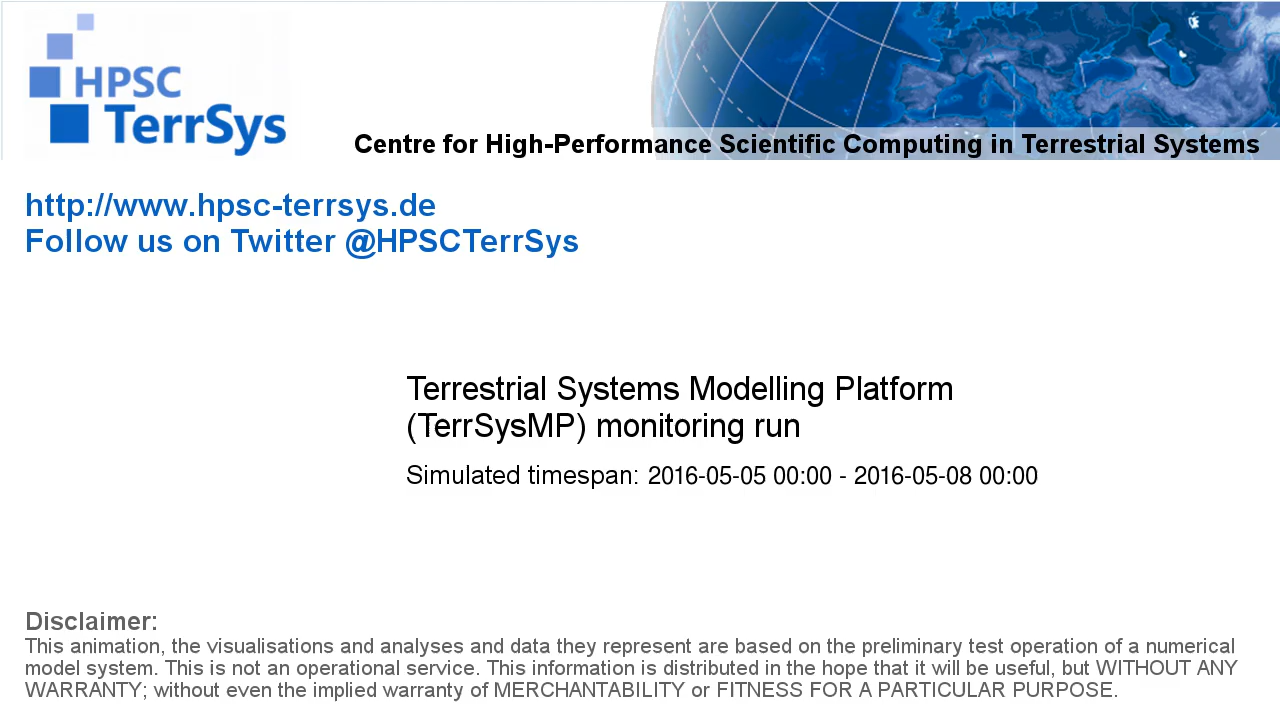 HPSC
TerrSys
Centre for High-Performance Scientific Computing in Terrestrial Systems
http://www.hpsc-terrsys.de
Follow us on Twitter @HPSCTerrSys
Terrestrial Systems Modelling Platform
(TerrSysMP) monitoring run
Simulated timespan: 2016-05-05 00:00 - 2016-05-08 00:00
Disclaimer:
This animation, the visualisations and analyses and data they represent are based on the preliminary test operation of a numerical
model system. This is not an operational service. This information is distributed in the hope that it will be useful, but WITHOUT ANY
WARRANTY; without even the implied warranty of MERCHANTABILITY or FITNESS FOR A PARTICULAR PURPOSE.